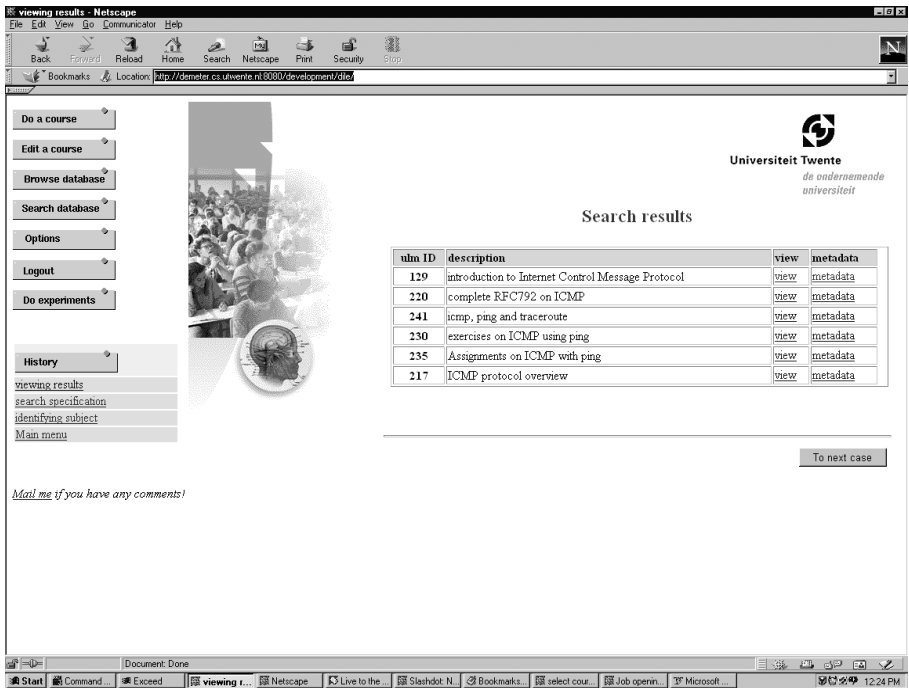 viewing results - Netscape
File Edit View Go Communicator Help
Back Forward Reload Home Search Netscape Print Security Stop
Bookmarks Location: http://demeter.cs.utwente.nl:8080/development/dile/
Do a course
Edit a course
Browse database
Search database
Options
Logout
Do experiments
History
viewing results
search specification
identifying subject
Main menu
Mail me if you have any comments!
Universiteit Twente
de ondernemende
universiteit
Search results
ulm ID description view metadata
129 introduction to Internet Control Message Protocol view metadata
220 complete RFC792 on ICMP view metadata
241 icmp, ping and traceroute view metadata
230 exercises on ICMP using ping view metadata
235 Assignments on ICMP with ping view metadata
217 ICMP protocol overview view metadata
To next case
Document: Done
Start Command ... Exceed viewing r... Netscape Live to the ... Slashdot: N... Bookmarks... select cour... Job openin... Microsoft ... 12:24 PM